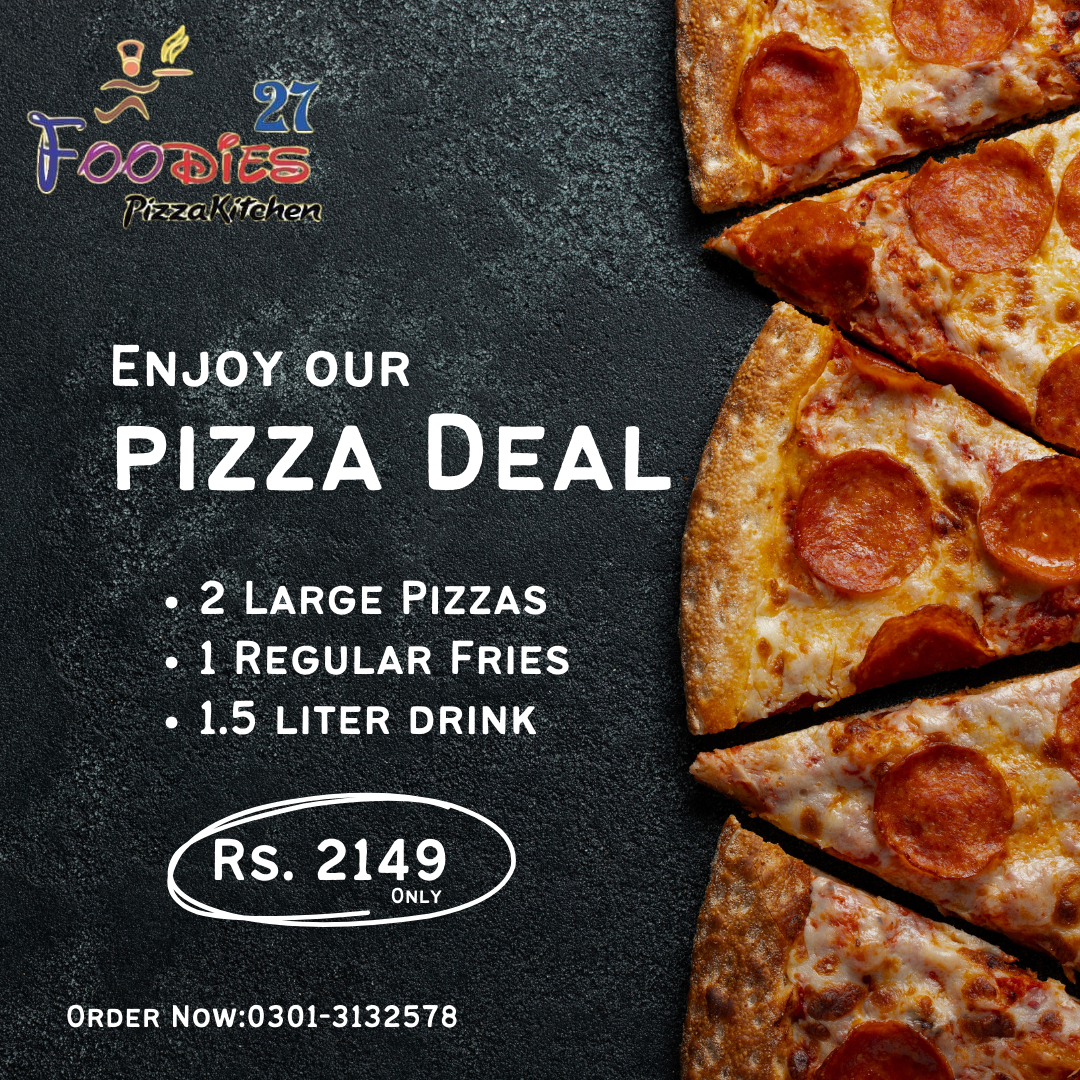 27
Foodies
PizzaKitchen
Enjoy our
pizza Deal
• 2 Large Pizzas
• 1 Regular Fries
• 1.5 liter drink
Rs. 2149
Only
Order Now:0301-3132578